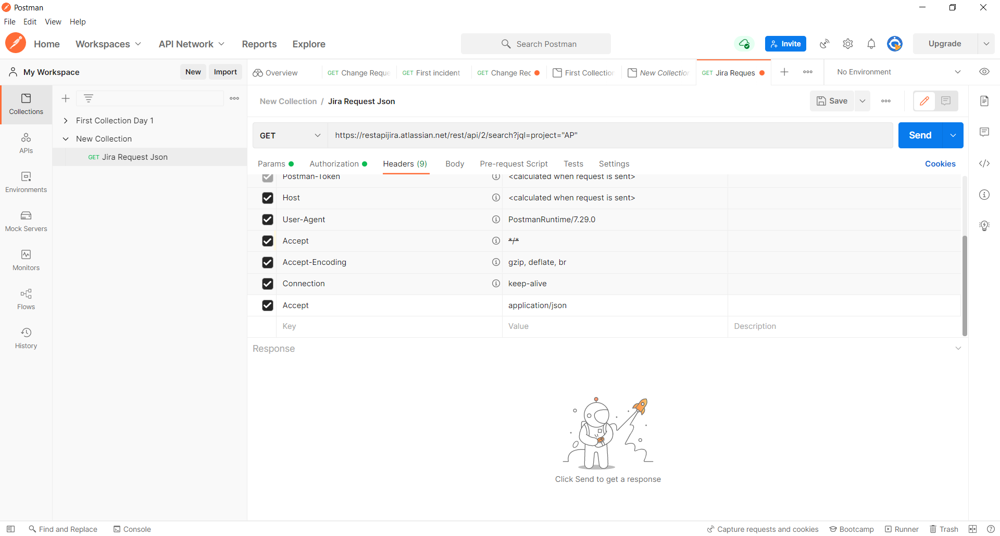 Postman
File Edit View Help
Home Workspaces API Network Reports Explore Search Postman Invite Upgrade
My Workspace New Import Overview GET Change Reque GET First incident GET Change Rec First Collection New Collection GET Jira Reques No Environment
Collections
First Collection Day 1
New Collection
GET Jira Request Json
APIs
Environments
Mock Servers
Monitors
Flows
History
New Collection / Jira Request Json Save
GET https://restapijira.atlassian.net/rest/api/2/search?jql=project="AP" Send
Params Authorization Headers (9) Body Pre-request Script Tests Settings Cookies
Postman-Token <calculated when request is sent>
Host <calculated when request is sent>
User-Agent PostmanRuntime/7.29.0
Accept */*
Accept-Encoding gzip, deflate, br
Connection keep-alive
Accept application/json
Key Value Description
Response
Click Send to get a response
Find and Replace Console Capture requests and cookies Bootcamp Runner Trash